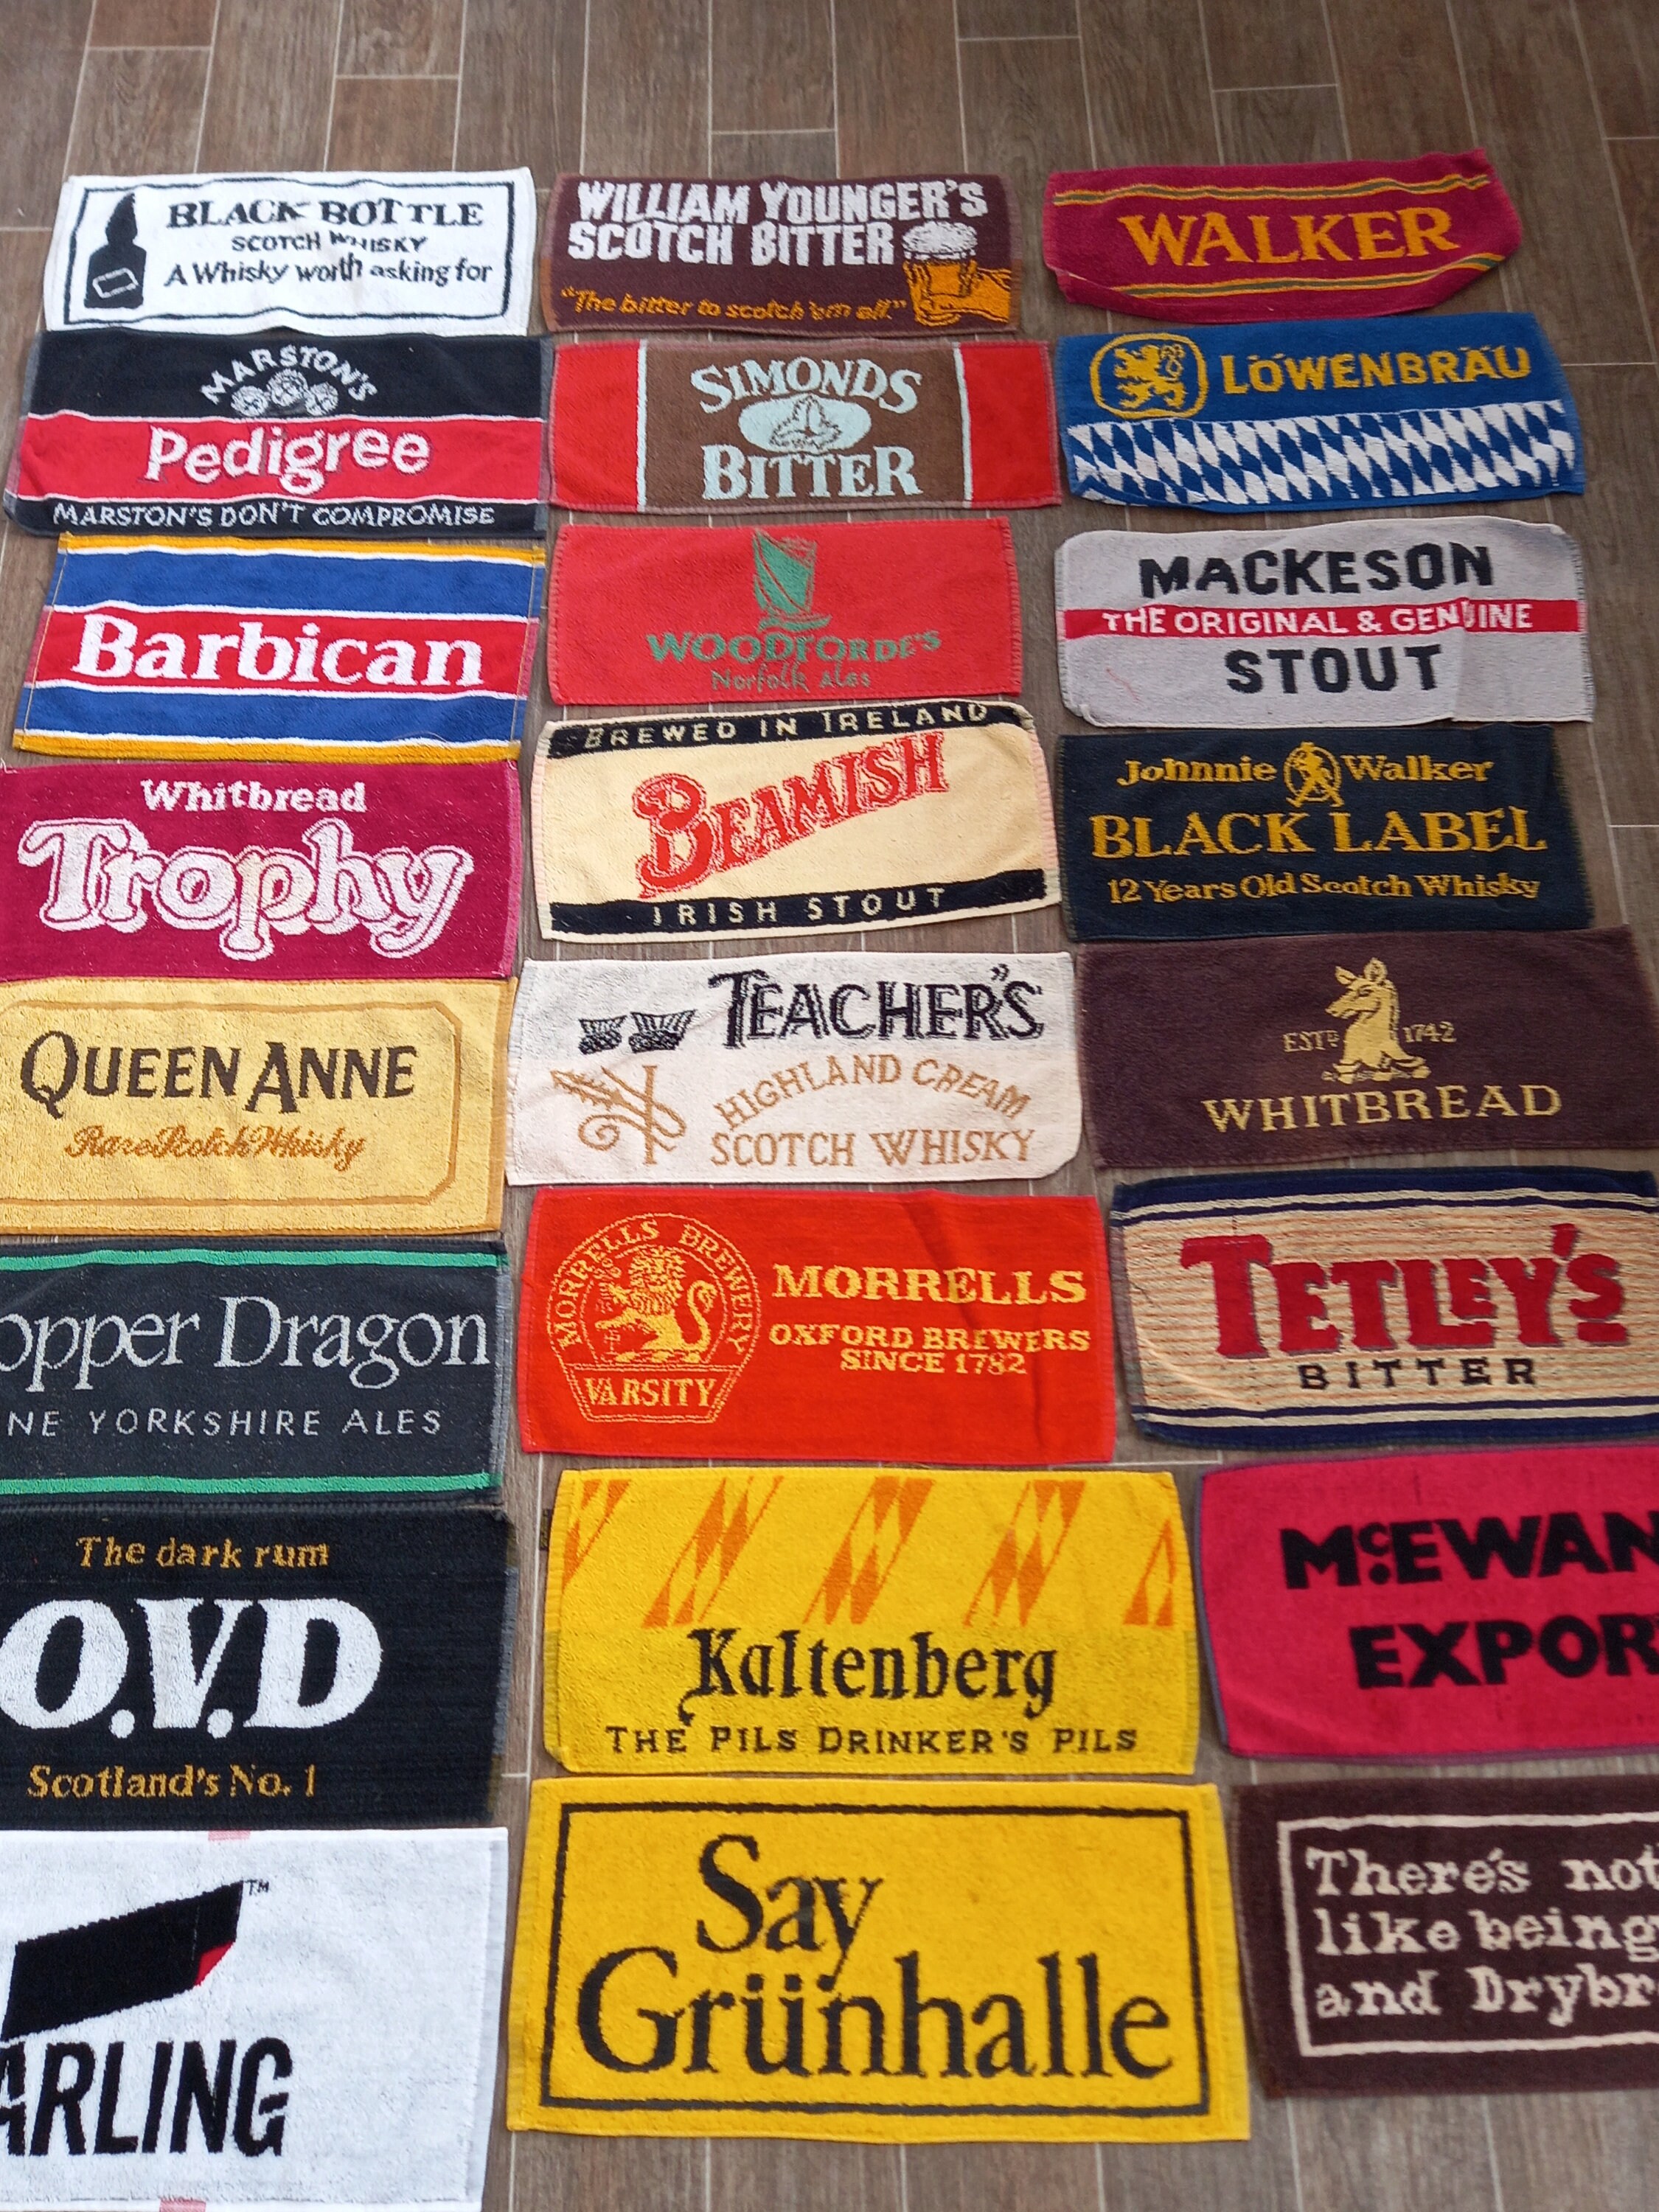 BLACK BOTTLE
SCOTCH WHISKY
A Whisky worth asking for
WILLIAM YOUNGER'S
SCOTCH BITTER
"The bitter to scotch 'em all."
WALKER
MARSTON'S
Pedigree
MARSTON'S DON'T COMPROMISE
SIMONDS
BITTER
LÖWENBRÄU
Barbican
WOODFORDE'S
Norfolk Ales
MACKESON
THE ORIGINAL & GENUINE
STOUT
Whitbread
Trophy
BREWED IN IRELAND
BEAMISH
IRISH STOUT
Johnnie Walker
BLACK LABEL
12 Years Old Scotch Whisky
QUEEN ANNE
Rare Scotch Whisky
TEACHER'S
HIGHLAND CREAM
SCOTCH WHISKY
ESTD 1742
WHITBREAD
opper Dragon
NE YORKSHIRE ALES
MORRELLS BREWERY
VARSITY
MORRELLS
OXFORD BREWERS
SINCE 1782
TETLEY'S
BITTER
The dark rum
O.V.D
Scotland's No. 1
Kaltenberg
THE PILS DRINKER'S PILS
McEWAN
EXPOR
TM
ARLING
Say
Grünhalle
There's not
like being
and Drybr